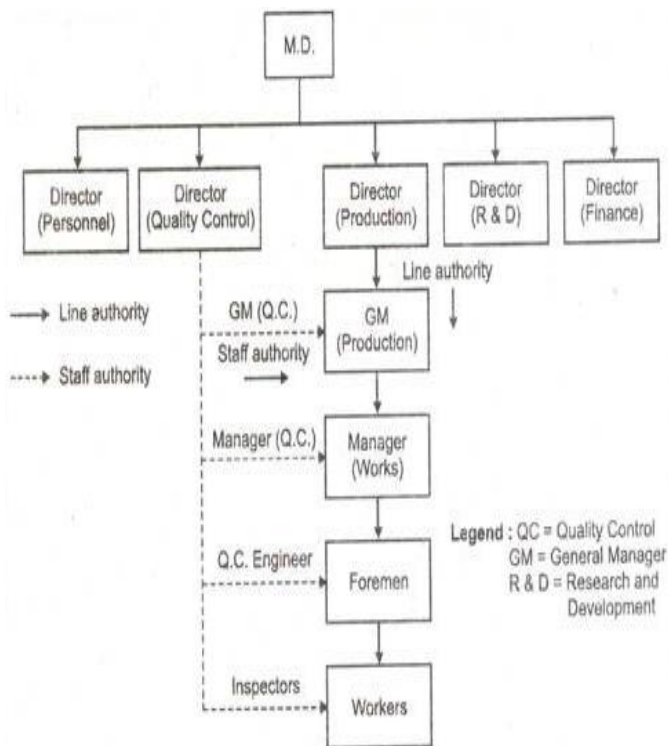 M.D.
Director
(Personnel)
Director
(Quality Control)
Director
(Production)
Director
(R & D)
Director
(Finance)
Line authority
Line authority
Staff authority
GM (Q.C.)
Staff authority
GM
(Production)
Manager (Q.C.)
Manager
(Works)
Q.C. Engineer
Foremen
Inspectors
Workers
Legend : QC = Quality Control
GM = General Manager
R & D = Research and
Development